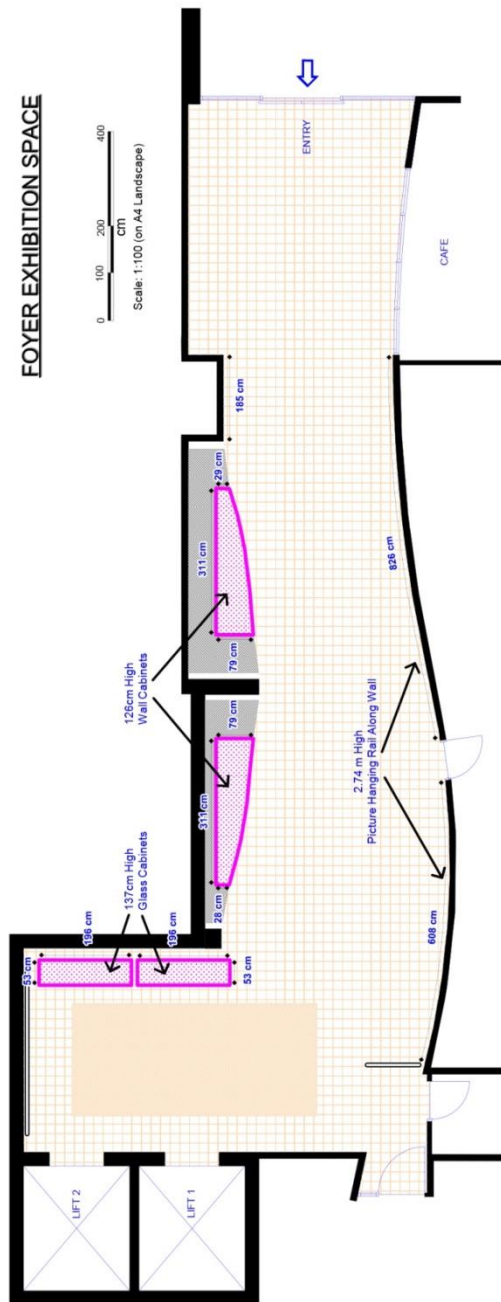 FOYER EXHIBITION SPACE
0 100 200 400
cm
Scale: 1:100 (on A4 Landscape)
ENTRY
CAFE
185 cm
29 cm
311 cm
79 cm
126cm High
Wall Cabinets
79 cm
311 cm
28 cm
826 cm
2.74 m High
Picture Hanging Rail Along Wall
608 cm
137cm High
Glass Cabinets
196 cm
196 cm
53 cm
53 cm
LIFT 2
LIFT 1